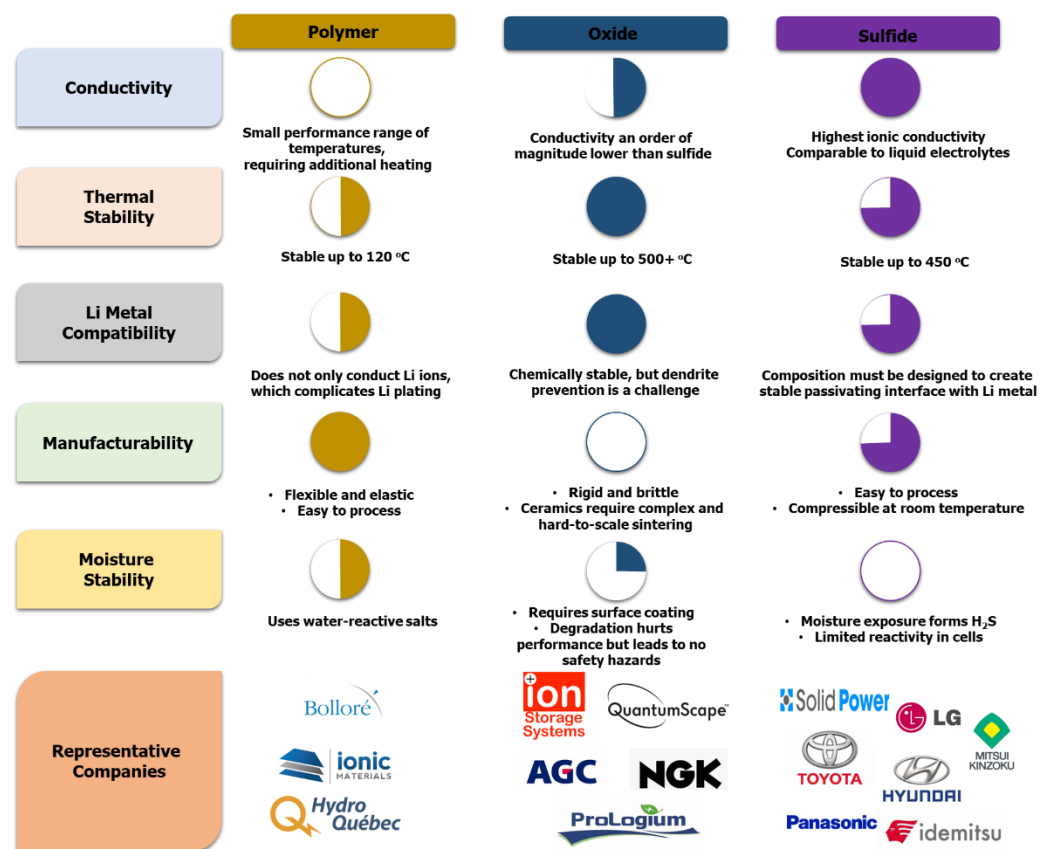 Polymer
Oxide
Sulfide
Conductivity
Small performance range of
temperatures,
requiring additional heating
Conductivity an order of
magnitude lower than sulfide
Highest ionic conductivity
Comparable to liquid electrolytes
Thermal
Stability
Stable up to 120 °C
Stable up to 500+ °C
Stable up to 450 °C
Li Metal
Compatibility
Does not only conduct Li ions,
which complicates Li plating
Chemically stable, but dendrite
prevention is a challenge
Composition must be designed to create
stable passivating interface with Li metal
Manufacturability
• Flexible and elastic
• Easy to process
• Rigid and brittle
• Ceramics require complex and
hard-to-scale sintering
• Easy to process
• Compressible at room temperature
Moisture
Stability
Uses water-reactive salts
• Requires surface coating
• Degradation hurts
performance but leads to no
safety hazards
• Moisture exposure forms H₂S
• Limited reactivity in cells
Representative
Companies
Bolloré
ionic
MATERIALS
Hydro
Québec
ion
Storage
Systems
QuantumScape™
AGC
NGK
ProLogium
Solid Power
LG
MITSUI
KINZOKU
TOYOTA
HYUNDAI
Panasonic
idemitsu